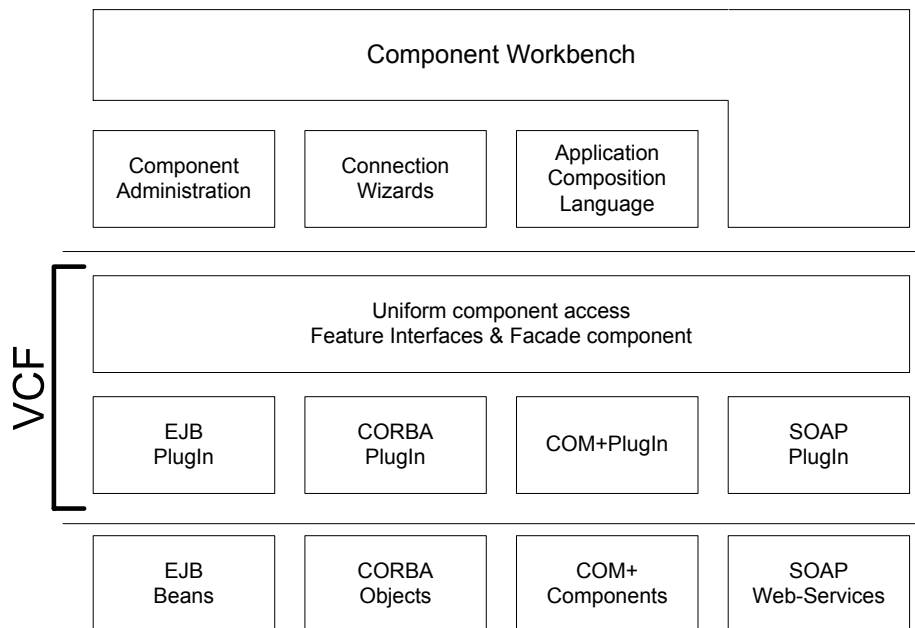 Component Workbench
Component
Administration
Connection
Wizards
Application
Composition
Language
VCF
Uniform component access
Feature Interfaces & Facade component
EJB
PlugIn
CORBA
PlugIn
COM+PlugIn
SOAP
PlugIn
EJB
Beans
CORBA
Objects
COM+
Components
SOAP
Web-Services